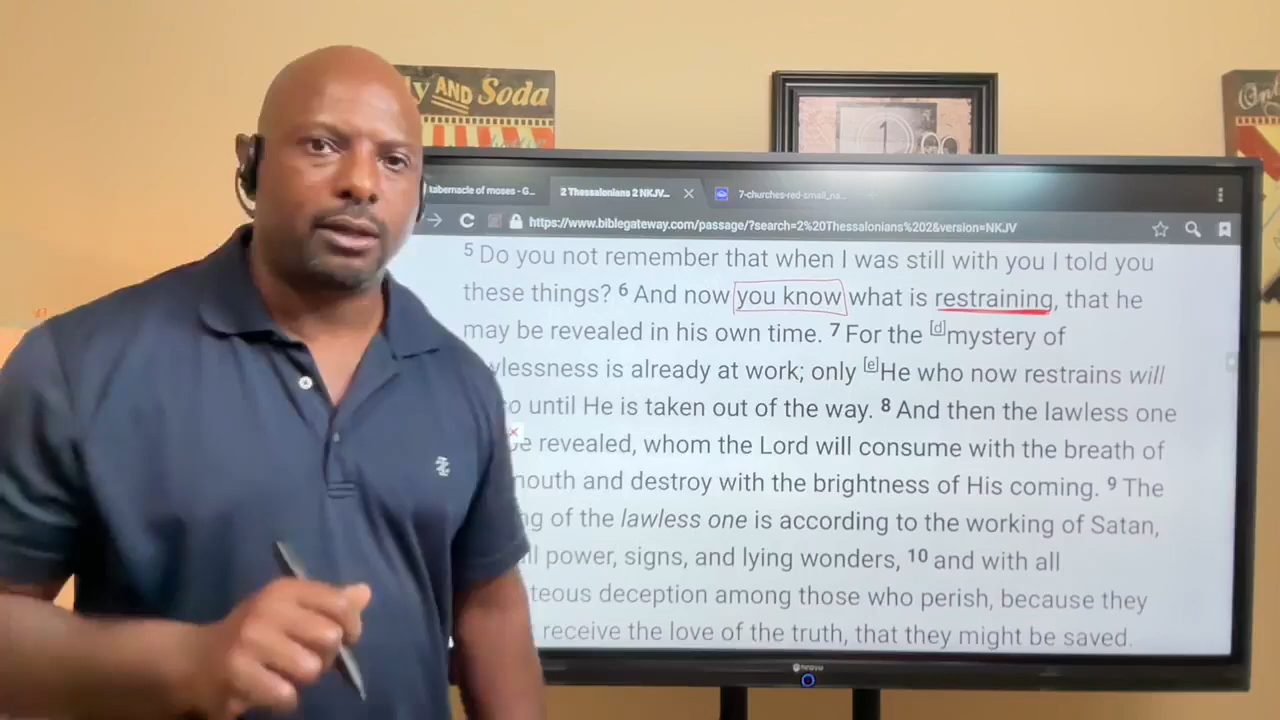 y AND Soda
1
tabernacle of moses - G...
2 Thessalonians 2 NKJV...
7-churches-red-small_na...
https://www.biblegateway.com/passage/?search=2%20Thessalonians%202&version=NKJV
5 Do you not remember that when I was still with you I told you
these things? 6 And now you know what is restraining, that he
may be revealed in his own time. 7 For the [d]mystery of
wlessness is already at work; only [e]He who now restrains will
so until He is taken out of the way. 8 And then the lawless one
be revealed, whom the Lord will consume with the breath of
mouth and destroy with the brightness of His coming. 9 The
ng of the lawless one is according to the working of Satan,
ll power, signs, and lying wonders, 10 and with all
teous deception among those who perish, because they
receive the love of the truth, that they might be saved.